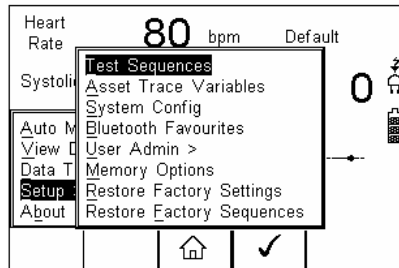 Heart
Rate
80 bpm
Default
Test Sequences
Asset Trace Variables
System Config
Bluetooth Favourites
User Admin >
Memory Options
Restore Factory Settings
Restore Factory Sequences
0
Auto
View
Data
Setup
About